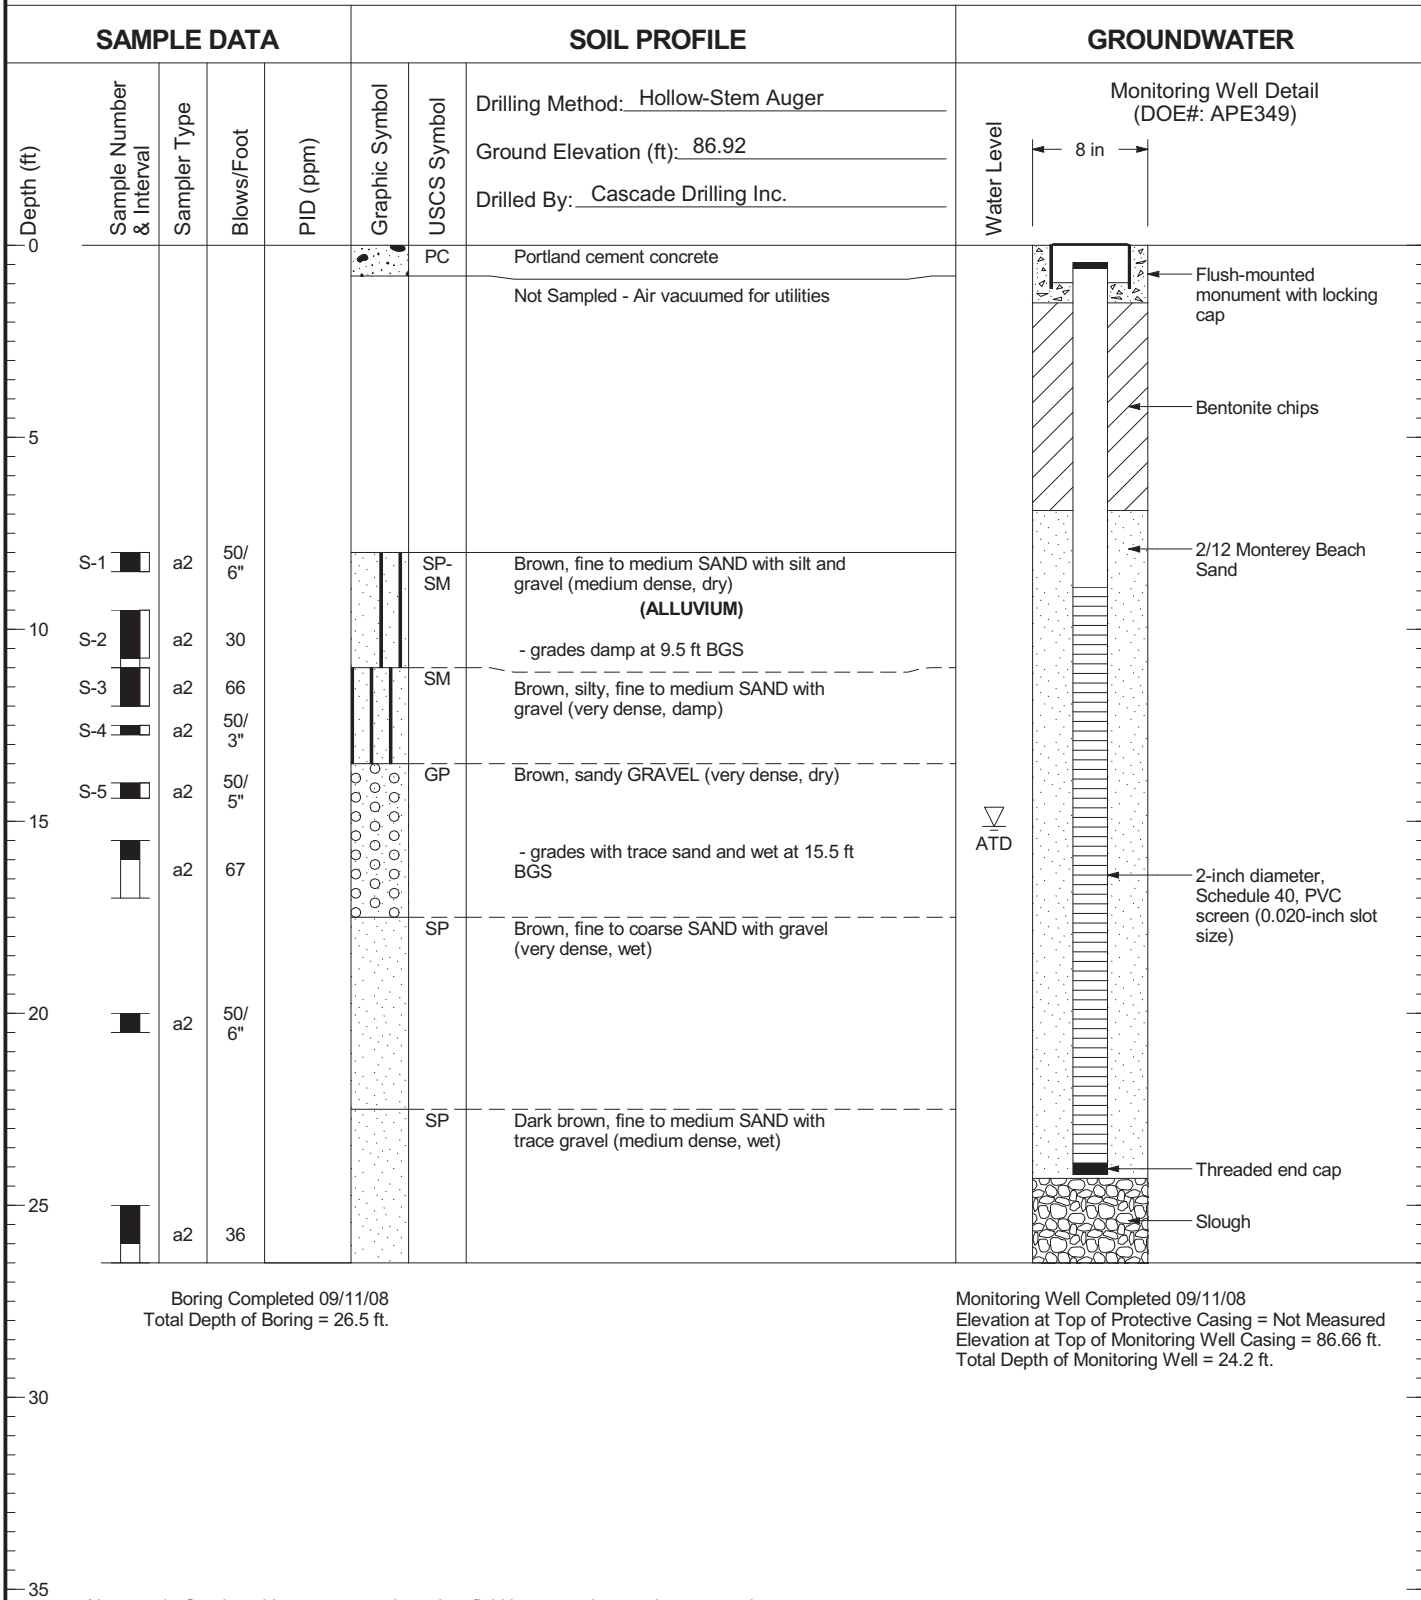 SAMPLE DATA
SOIL PROFILE
GROUNDWATER
Depth (ft)
Sample Number
& Interval
Sampler Type
Blows/Foot
PID (ppm)
Graphic Symbol
USCS Symbol
Drilling Method: Hollow-Stem Auger
Ground Elevation (ft): 86.92
Drilled By: Cascade Drilling Inc.
Water Level
Monitoring Well Detail
(DOE#: APE349)
8 in
0
PC
Portland cement concrete
Not Sampled - Air vacuumed for utilities
Flush-mounted
monument with locking
cap
Bentonite chips
5
S-1
a2
50/
6"
SP-
SM
Brown, fine to medium SAND with silt and
gravel (medium dense, dry)
(ALLUVIUM)
2/12 Monterey Beach
Sand
10
S-2
a2
30
- grades damp at 9.5 ft BGS
S-3
a2
66
SM
Brown, silty, fine to medium SAND with
gravel (very dense, damp)
S-4
a2
50/
3"
S-5
a2
50/
5"
GP
Brown, sandy GRAVEL (very dense, dry)
15
ATD
a2
67
- grades with trace sand and wet at 15.5 ft
BGS
2-inch diameter,
Schedule 40, PVC
screen (0.020-inch slot
size)
SP
Brown, fine to coarse SAND with gravel
(very dense, wet)
20
a2
50/
6"
SP
Dark brown, fine to medium SAND with
trace gravel (medium dense, wet)
Threaded end cap
25
Slough
a2
36
Boring Completed 09/11/08
Total Depth of Boring = 26.5 ft.
Monitoring Well Completed 09/11/08
Elevation at Top of Protective Casing = Not Measured
Elevation at Top of Monitoring Well Casing = 86.66 ft.
Total Depth of Monitoring Well = 24.2 ft.
30
35